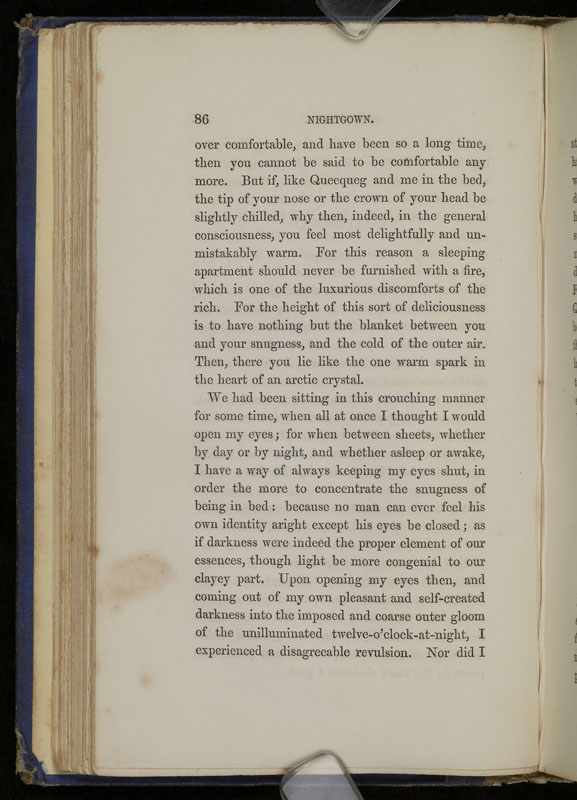 86 NIGHTGOWN.
over comfortable, and have been so a long time,
then you cannot be said to be comfortable any
more. But if, like Queequeg and me in the bed,
the tip of your nose or the crown of your head be
slightly chilled, why then, indeed, in the general
consciousness, you feel most delightfully and un-
mistakably warm. For this reason a sleeping
apartment should never be furnished with a fire,
which is one of the luxurious discomforts of the
rich. For the height of this sort of deliciousness
is to have nothing but the blanket between you
and your snugness, and the cold of the outer air.
Then, there you lie like the one warm spark in
the heart of an arctic crystal.
We had been sitting in this crouching manner
for some time, when all at once I thought I would
open my eyes; for when between sheets, whether
by day or by night, and whether asleep or awake,
I have a way of always keeping my eyes shut, in
order the more to concentrate the snugness of
being in bed: because no man can ever feel his
own identity aright except his eyes be closed; as
if darkness were indeed the proper element of our
essences, though light be more congenial to our
clayey part. Upon opening my eyes then, and
coming out of my own pleasant and self-created
darkness into the imposed and coarse outer gloom
of the unilluminated twelve-o'clock-at-night, I
experienced a disagreeable revulsion. Nor did I